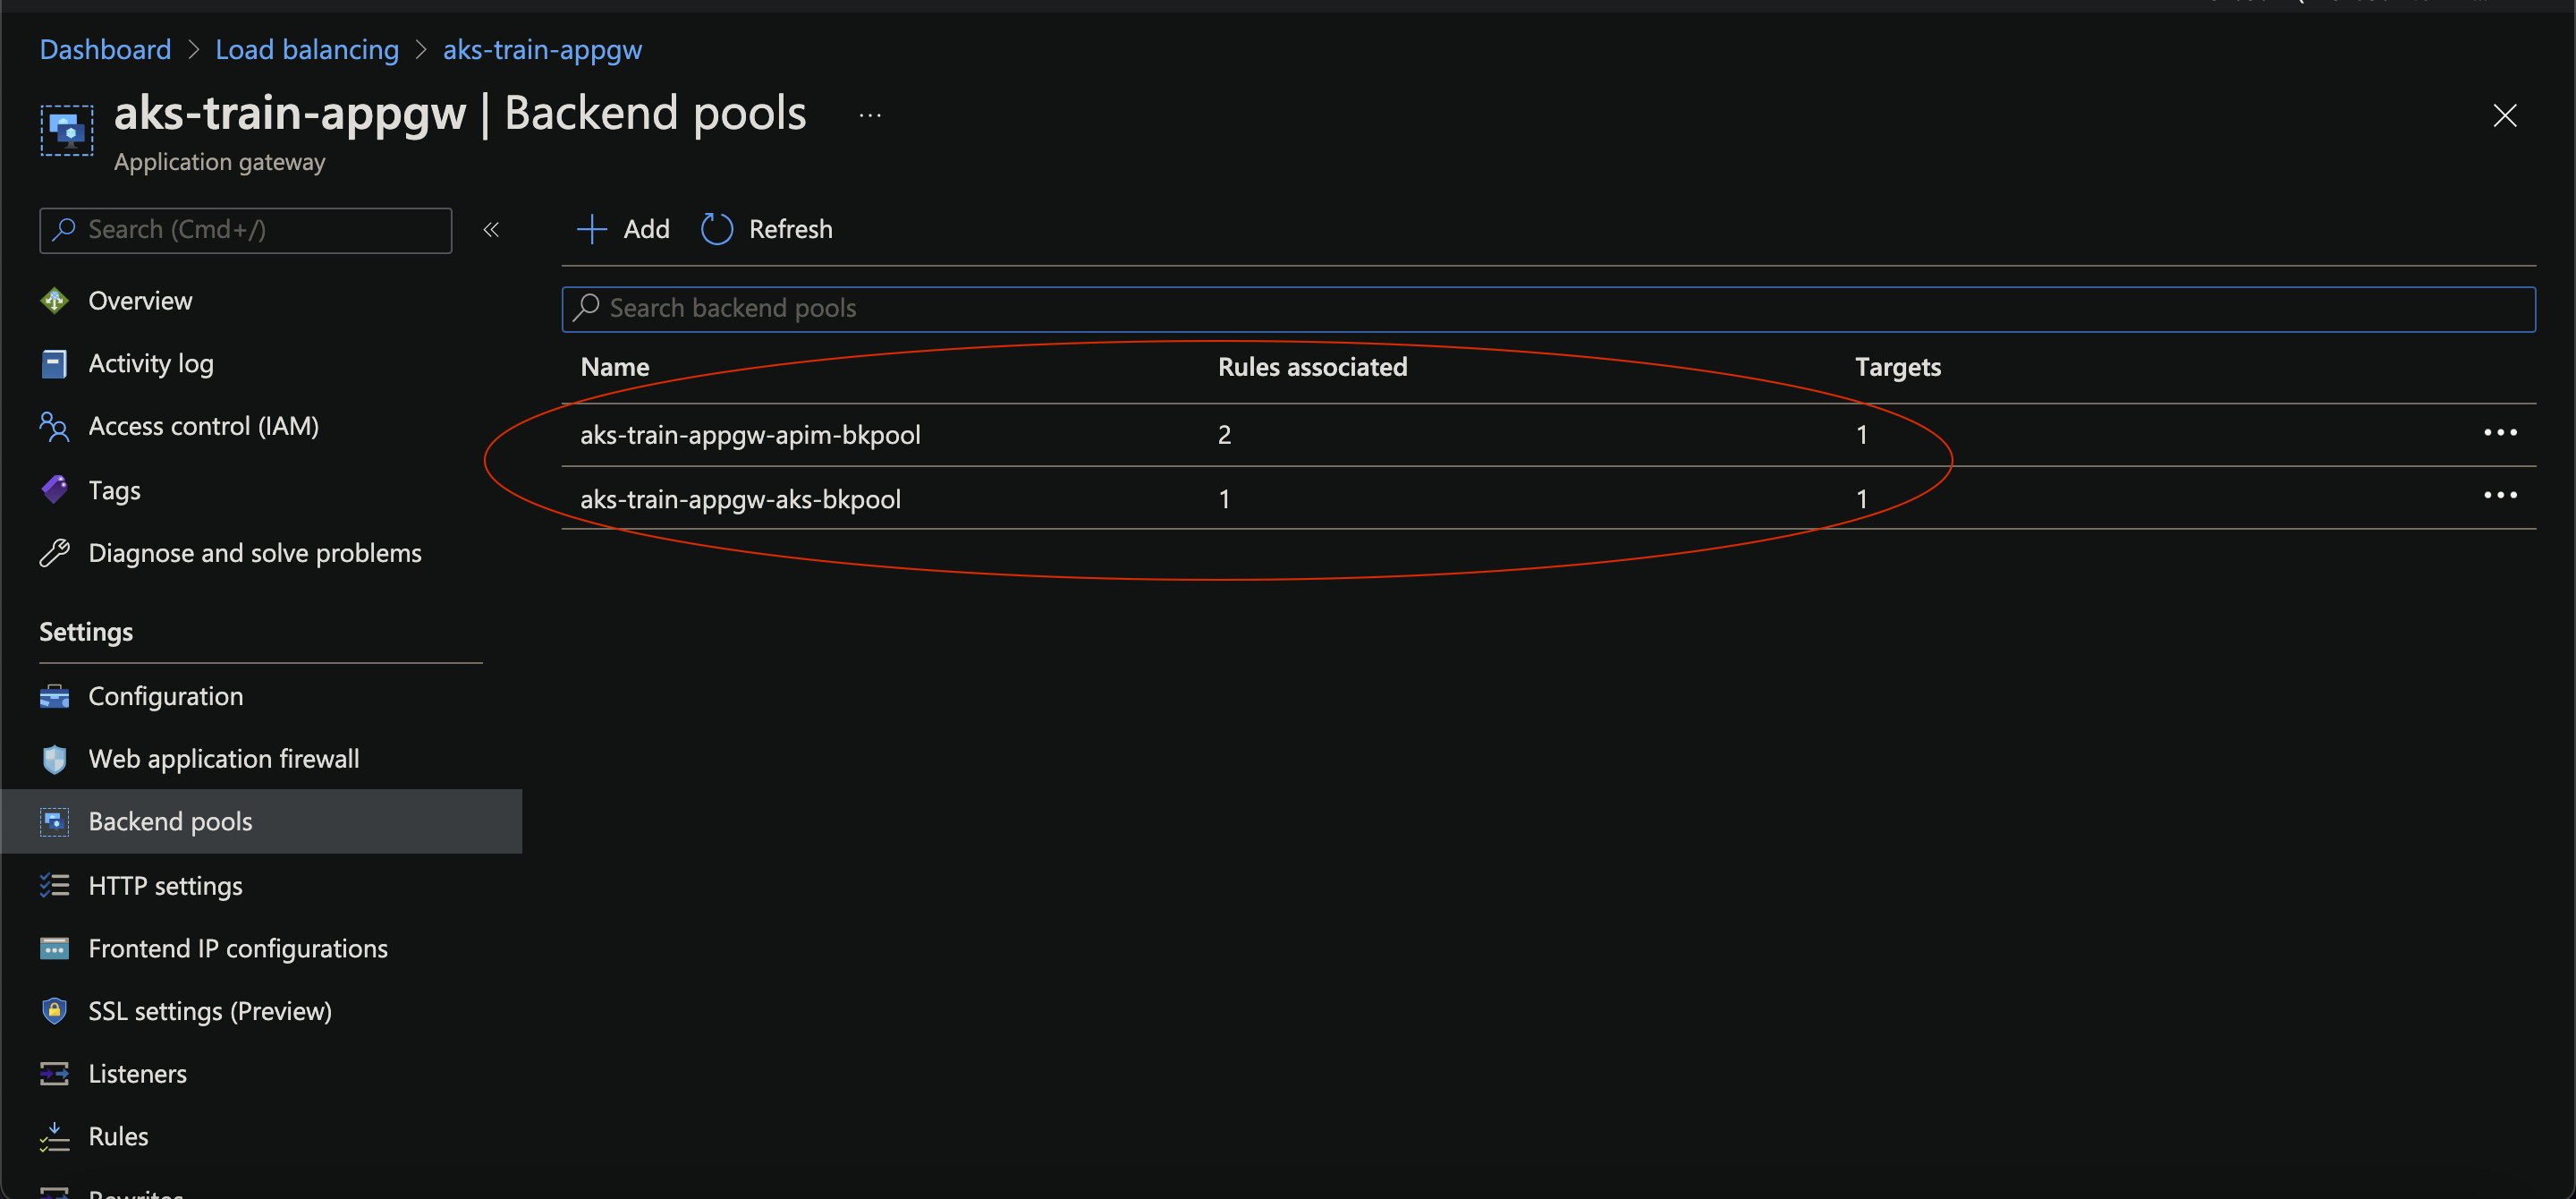 Dashboard > Load balancing > aks-train-appgw
aks-train-appgw | Backend pools ...
Application gateway
Search (Cmd+/) «
Overview
Activity log
Access control (IAM)
Tags
Diagnose and solve problems
Settings
Configuration
Web application firewall
Backend pools
HTTP settings
Frontend IP configurations
SSL settings (Preview)
Listeners
Rules
Rewrites
+ Add Refresh
Search backend pools
Name Rules associated Targets
aks-train-appgw-apim-bkpool 2 1 ...
aks-train-appgw-aks-bkpool 1 1 ...